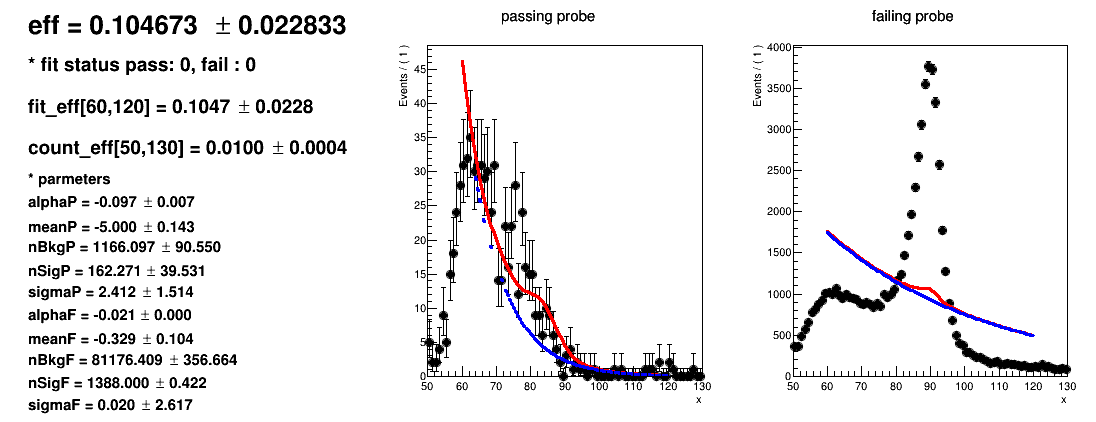 eff = 0.104673 ± 0.022833
* fit status pass: 0, fail : 0
fit_eff[60,120] = 0.1047 ± 0.0228
count_eff[50,130] = 0.0100 ± 0.0004
* parmeters
alphaP = -0.097 ± 0.007
meanP = -5.000 ± 0.143
nBkgP = 1166.097 ± 90.550
nSigP = 162.271 ± 39.531
sigmaP = 2.412 ± 1.514
alphaF = -0.021 ± 0.000
meanF = -0.329 ± 0.104
nBkgF = 81176.409 ± 356.664
nSigF = 1388.000 ± 0.422
sigmaF = 0.020 ± 2.617
passing probe
Events / ( 1 )
45
40
35
30
25
20
15
10
5
0
50 60 70 80 90 100 110 120 130
x
failing probe
Events / ( 1 )
4000
3500
3000
2500
2000
1500
1000
500
0
50 60 70 80 90 100 110 120 130
x